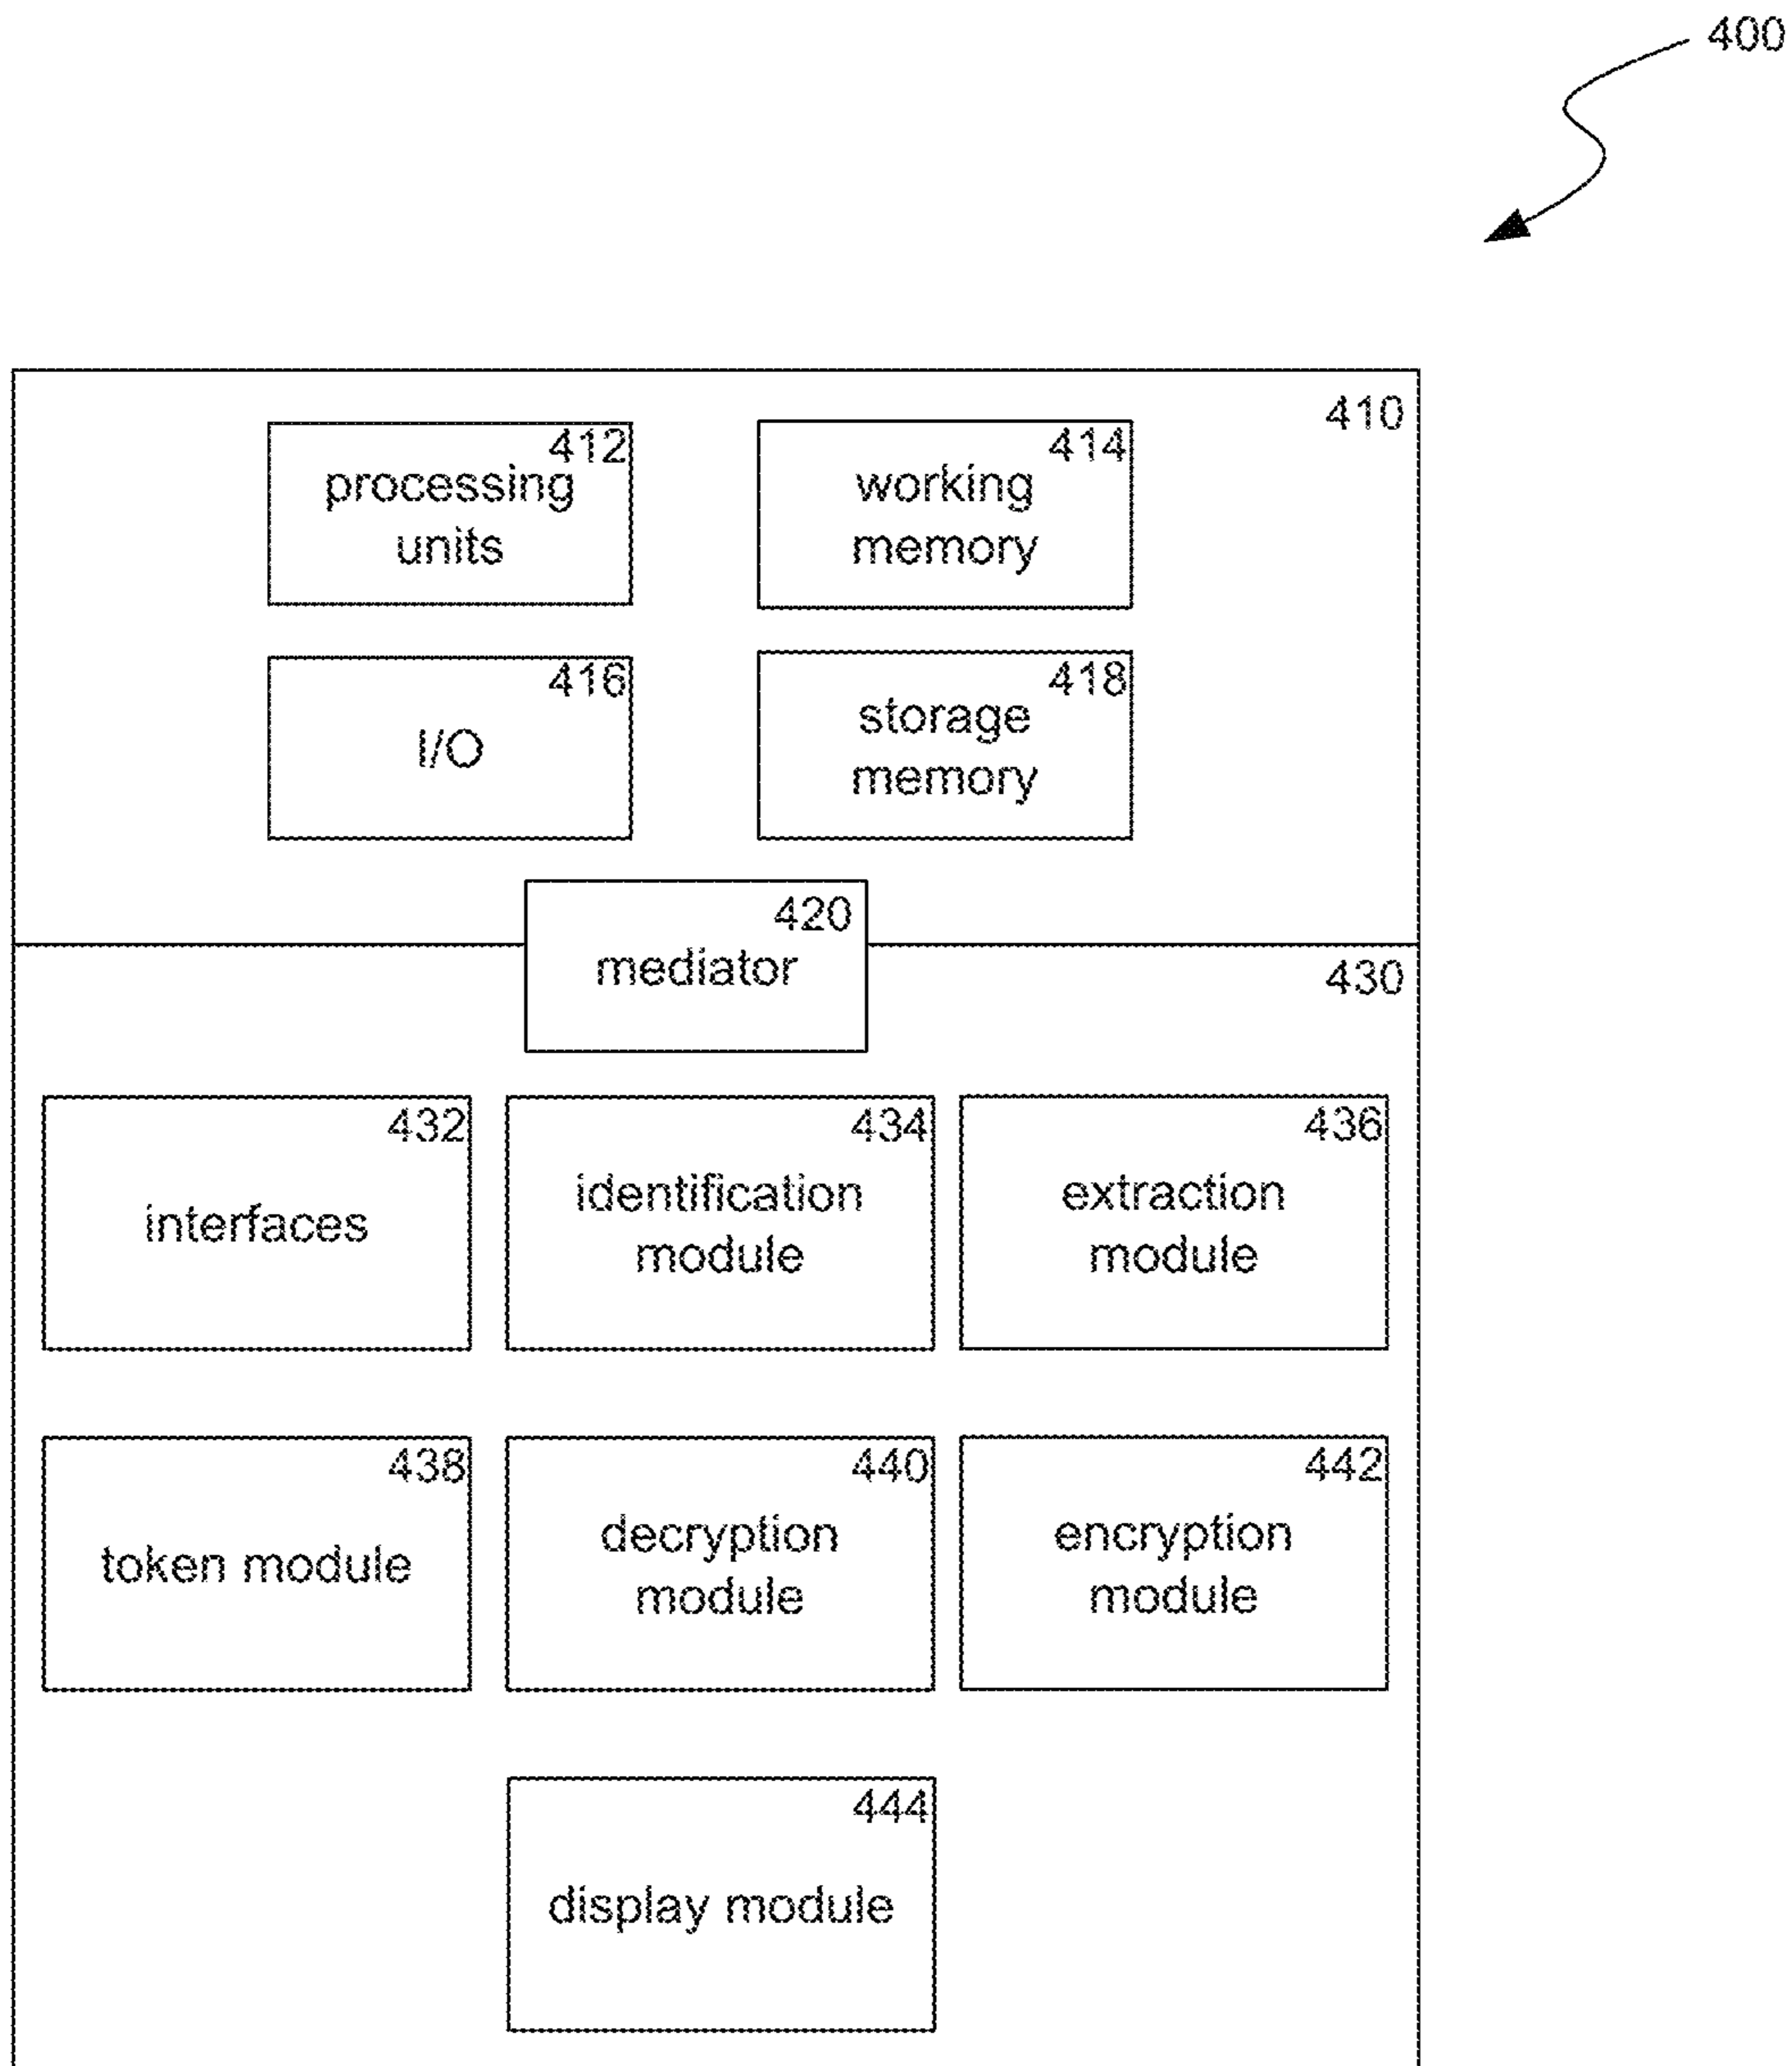 400
410
412
processing
units
414
working
memory
416
I/O
418
storage
memory
420
mediator
430
432
interfaces
434
identification
module
436
extraction
module
438
token module
440
decryption
module
442
encryption
module
444
display module